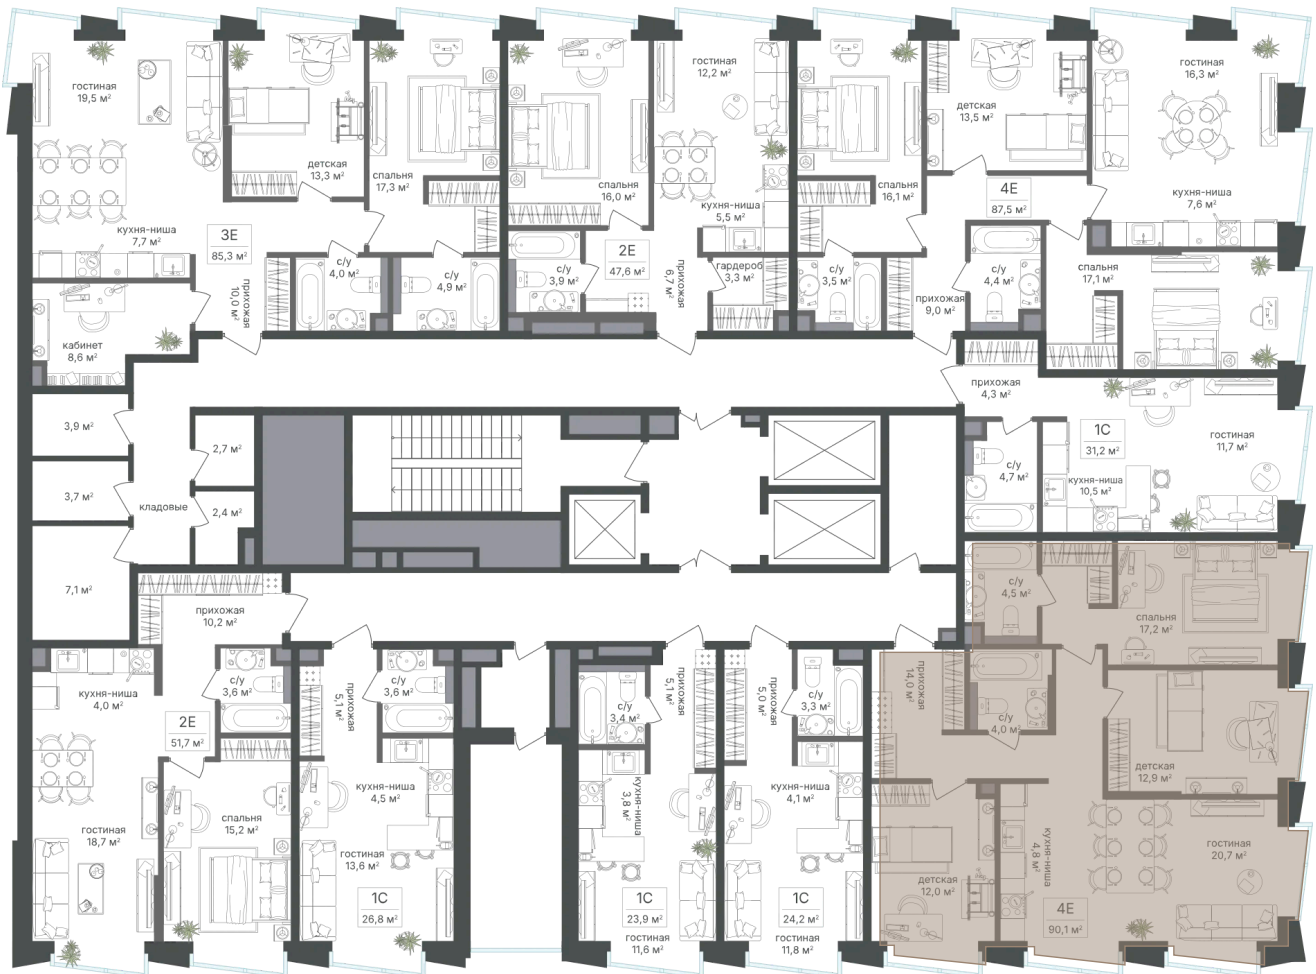 гостиная
19,5 м²
кухня-ниша
7,7 м²
3Е
85,3 м²
детская
13,3 м²
спальня
17,3 м²
с/у
4,0 м²
с/у
4,9 м²
прихожая
10,0 м²
кабинет
8,6 м²
спальня
16,0 м²
гостиная
12,2 м²
кухня-ниша
5,5 м²
2Е
47,6 м²
с/у
3,9 м²
прихожая
6,7 м²
гардероб
3,3 м²
спальня
16,1 м²
детская
13,5 м²
гостиная
16,3 м²
кухня-ниша
7,6 м²
4Е
87,5 м²
с/у
3,5 м²
прихожая
9,0 м²
с/у
4,4 м²
спальня
17,1 м²
прихожая
4,3 м²
1С
31,2 м²
гостиная
11,7 м²
с/у
4,7 м²
кухня-ниша
10,5 м²
3,9 м²
3,7 м²
7,1 м²
кладовые
2,7 м²
2,4 м²
прихожая
10,2 м²
кухня-ниша
4,0 м²
с/у
3,6 м²
2Е
51,7 м²
гостиная
18,7 м²
спальня
15,2 м²
прихожая
5,1 м²
с/у
3,6 м²
кухня-ниша
4,5 м²
гостиная
13,6 м²
1С
26,8 м²
с/у
3,4 м²
прихожая
5,1 м²
кухня-ниша
3,8 м²
1С
23,9 м²
гостиная
11,6 м²
прихожая
5,0 м²
с/у
3,3 м²
кухня-ниша
4,1 м²
1С
24,2 м²
гостиная
11,8 м²
с/у
4,5 м²
спальня
17,2 м²
прихожая
14,0 м²
с/у
4,0 м²
детская
12,9 м²
детская
12,0 м²
кухня-ниша
4,8 м²
гостиная
20,7 м²
4Е
90,1 м²